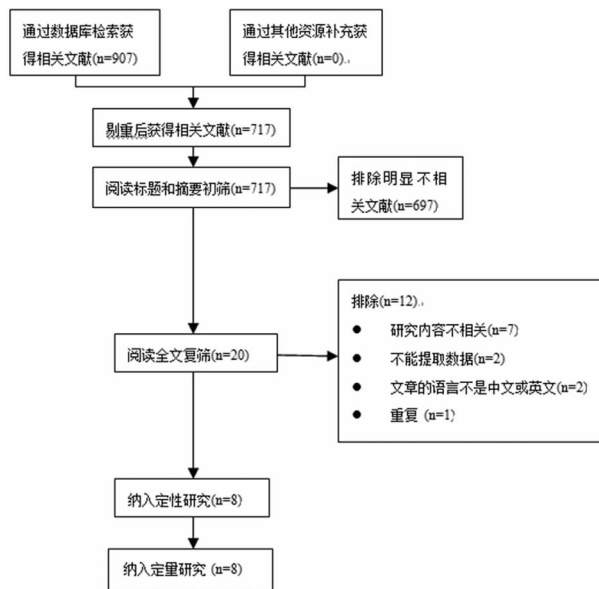 通过数据库检索获
得相关文献(n=907)
通过其他资源补充获
得相关文献(n=0).
剔重后获得相关文献(n=717)
阅读标题和摘要初筛(n=717)
排除明显不相
关文献(n=697)
排除(n=12).
阅读全文复筛(n=20)
● 研究内容不相关(n=7)
● 不能提取数据(n=2)
● 文章的语言不是中文或英文(n=2)
● 重复 (n=1)
纳入定性研究(n=8)
纳入定量研究 (n=8)